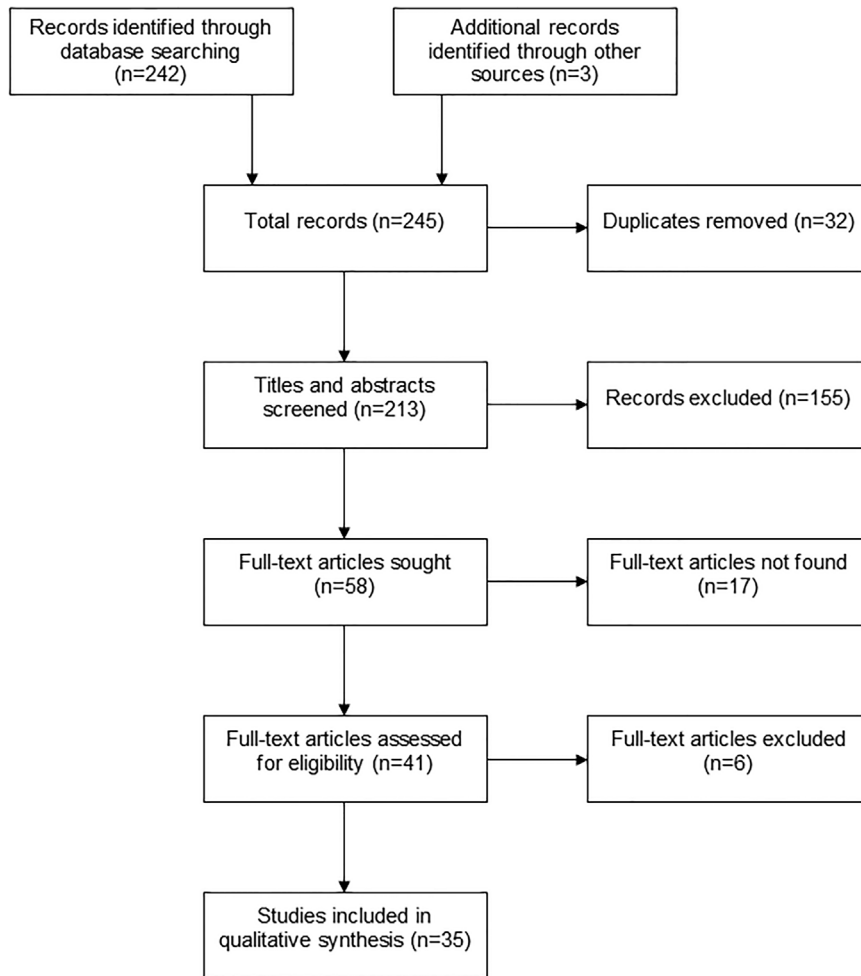 Records identified through
database searching
(n=242)
Additional records
identified through other
sources (n=3)
Total records (n=245)
Duplicates removed (n=32)
Titles and abstracts
screened (n=213)
Records excluded (n=155)
Full-text articles sought
(n=58)
Full-text articles not found
(n=17)
Full-text articles assessed
for eligibility (n=41)
Full-text articles excluded
(n=6)
Studies included in
qualitative synthesis (n=35)